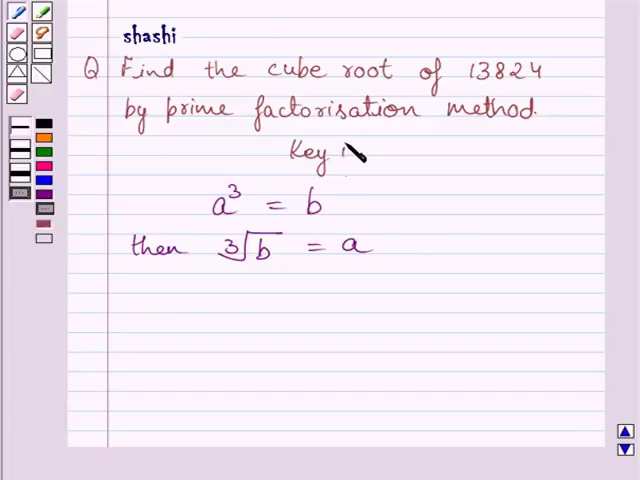 shashi
Q Find the cube root of 13824
by prime factorisation method.
Key
a³ = b
then ³√b = a